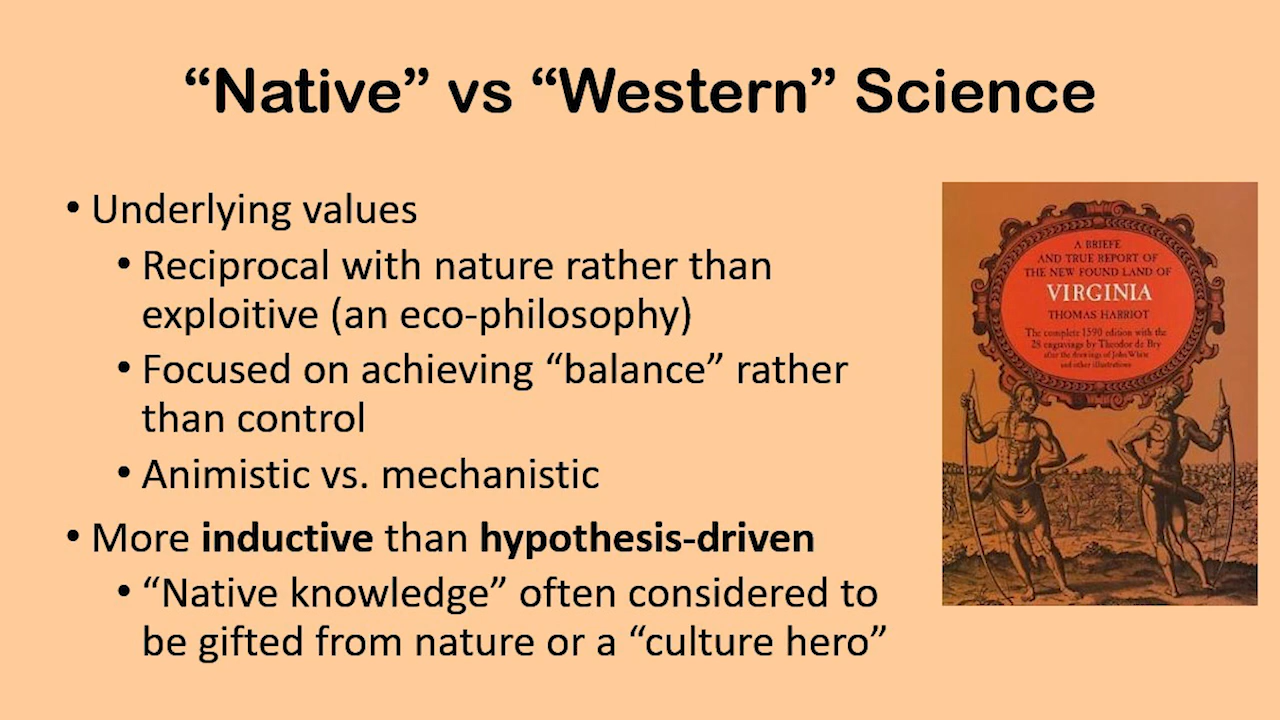 “Native” vs “Western” Science
• Underlying values
• Reciprocal with nature rather than
exploitive (an eco-philosophy)
• Focused on achieving “balance” rather
than control
• Animistic vs. mechanistic
• More inductive than hypothesis-driven
• “Native knowledge” often considered to
be gifted from nature or a “culture hero”
A BRIEFE
AND TRUE REPORT OF
THE NEW FOUND LAND OF
VIRGINIA
THOMAS HARRIOT
The complete 1590 edition with the
28 engravings by Theodor de Bry
after the drawings of John White
and other illustrations